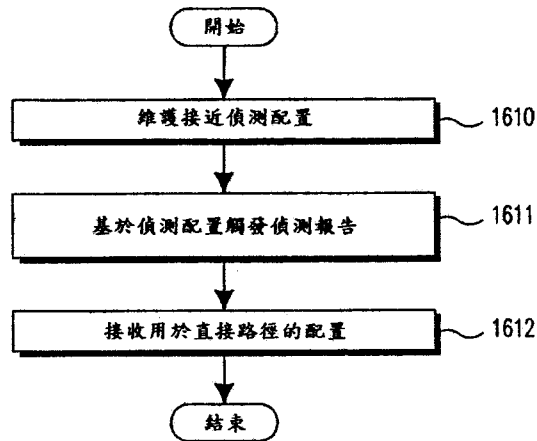 開始
維護接近偵測配置
1610
基於偵測配置觸發偵測報告
1611
接收用於直接路徑的配置
1612
結束